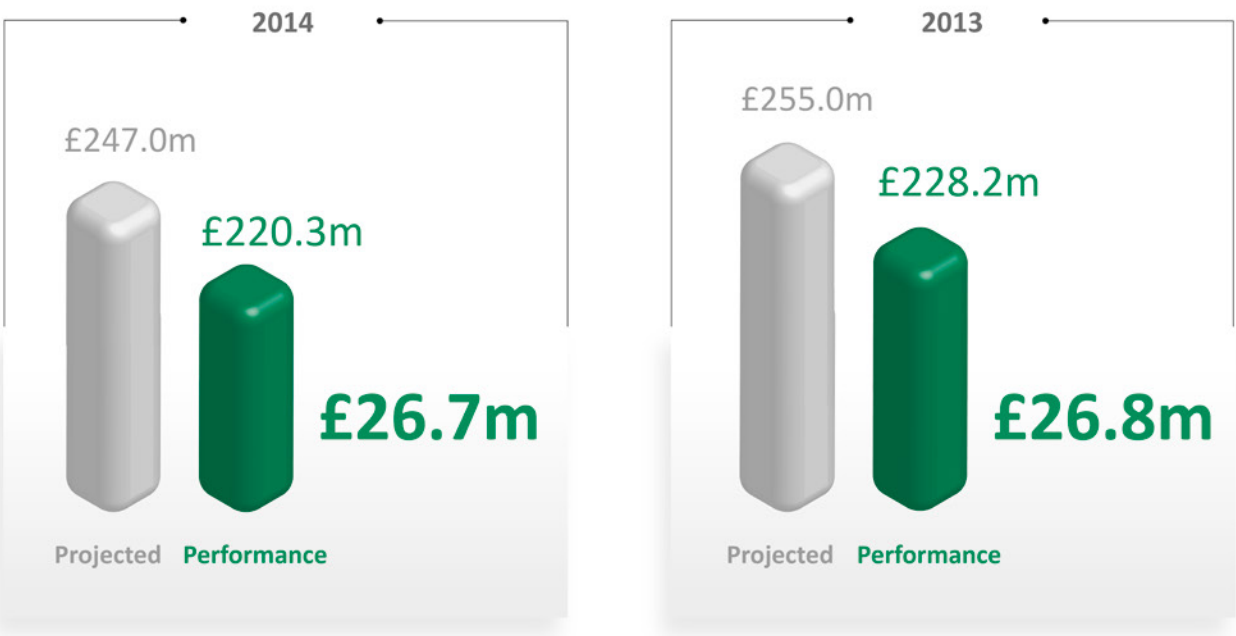 2014
£247.0m
£220.3m
£26.7m
Projected Performance
2013
£255.0m
£228.2m
£26.8m
Projected Performance